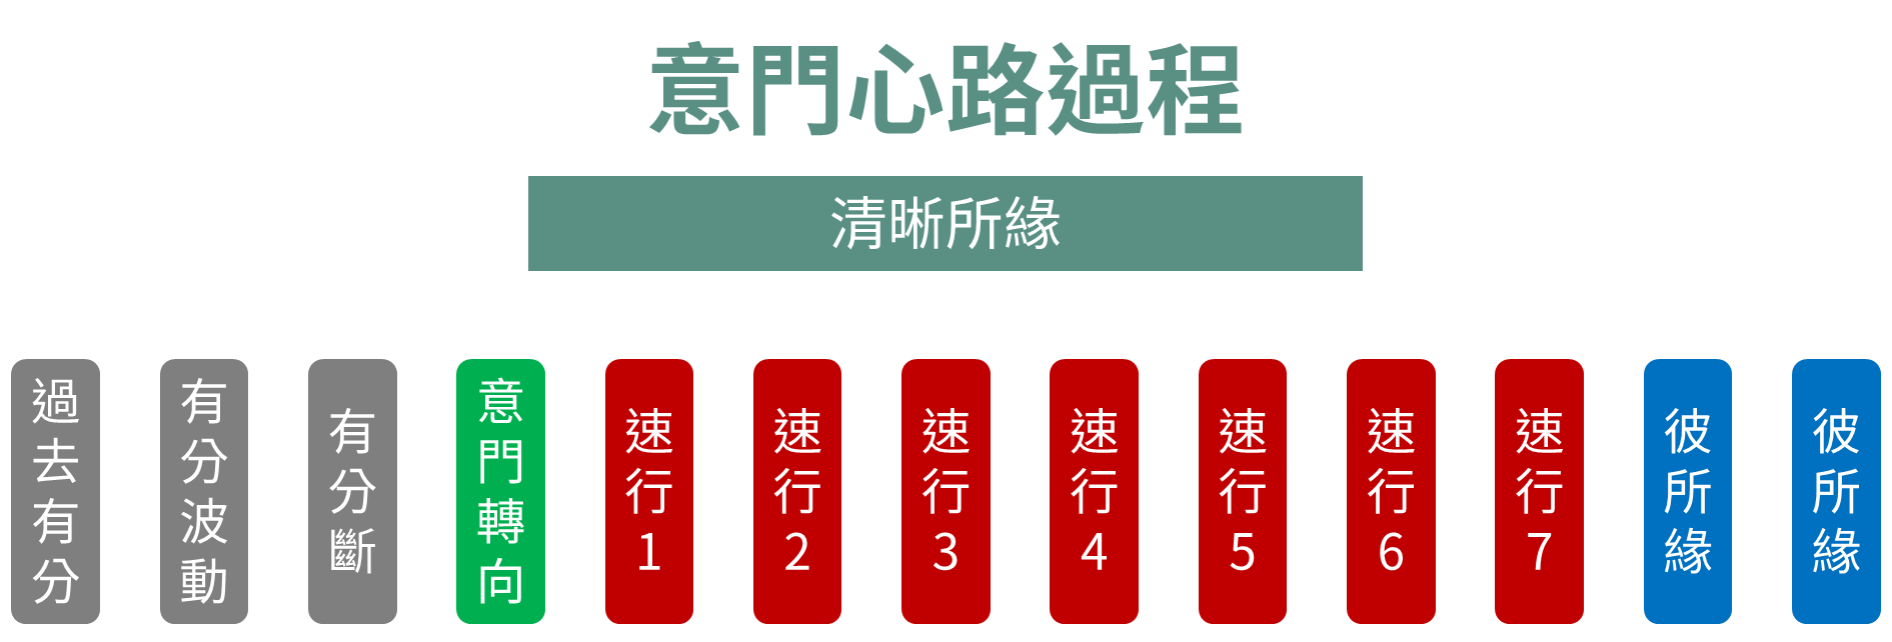 意門心路過程
清晰所緣
過去有分
有分波動
有分斷
意門轉向
速行1
速行2
速行3
速行4
速行5
速行6
速行7
彼所緣
彼所緣